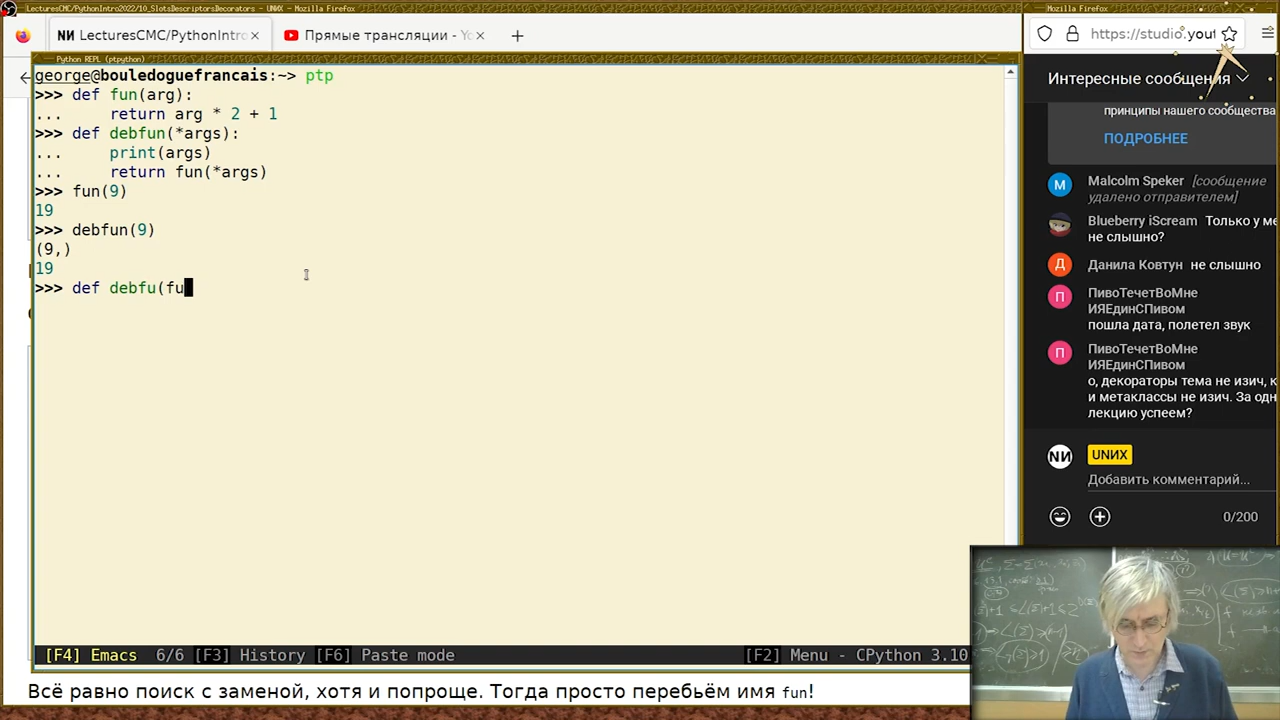 LecturesCMC/PythonIntro2022/10_SlotsDescriptorsDecorators - UNIX - Mozilla Firefox
LecturesCMC/PythonIntro
Прямые трансляции - Yo
Python REPL (ptpython)
george@bouledoguefrancais:~> ptp
>>> def fun(arg):
...     return arg * 2 + 1
>>> def debfun(*args):
...     print(args)
...     return fun(*args)
>>> fun(9)
19
>>> debfun(9)
(9,)
19
>>> def debfu(fu
[F4] Emacs 6/6 [F3] History [F6] Paste mode [F2] Menu - CPython 3.10
Всё равно поиск с заменой, хотя и попроще. Тогда просто перебьём имя fun!
Mozilla Firefox
https://studio.yout
Интересные сообщения
принципы нашего сообщества
ПОДРОБНЕЕ
Malcolm Speker [сообщение
удалено отправителем]
Blueberry iScream Только у ме
не слышно?
Данила Ковтун не слышно
ПивоТечетВоМне
ИЯЕдинСПивом
пошла дата, полетел звук
ПивоТечетВоМне
ИЯЕдинСПивом
о, декораторы тема не изич, к
и метаклассы не изич. За одн
лекцию успеем?
UNИX
Добавить комментарий...
0/200